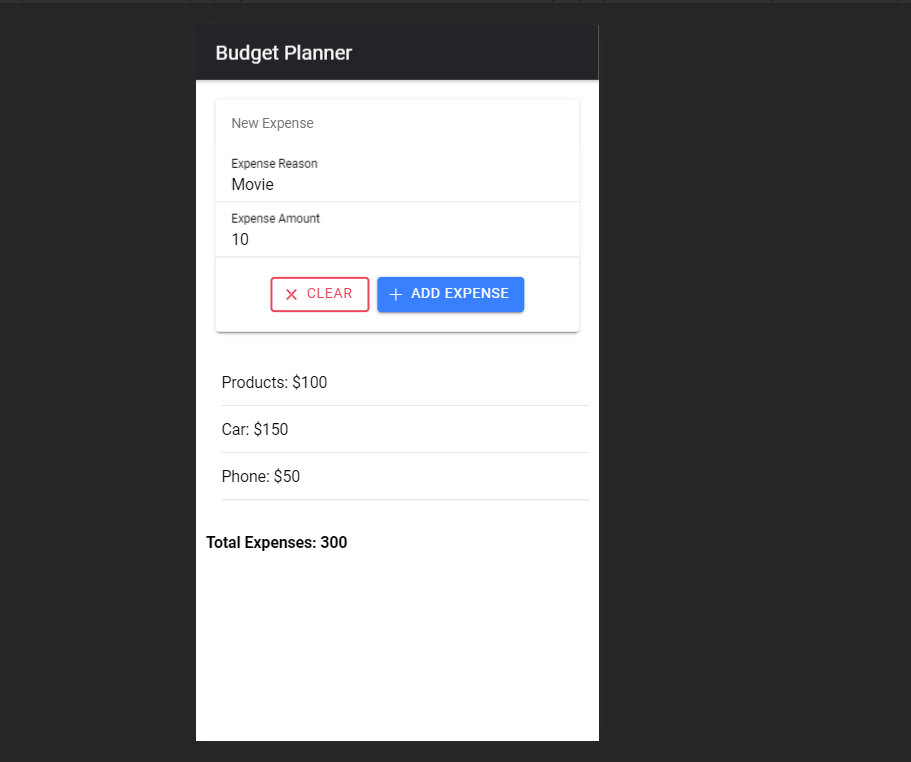 Budget Planner
New Expense
Expense Reason
Movie
Expense Amount
10
CLEAR
ADD EXPENSE
Products: $100
Car: $150
Phone: $50
Total Expenses: 300